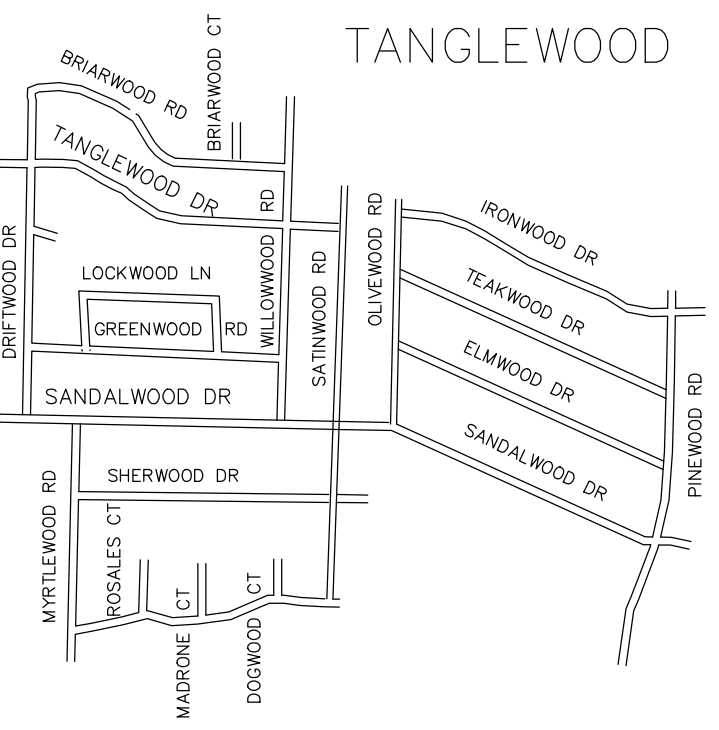 TANGLEWOOD
BRIARWOOD RD
BRIARWOOD CT
TANGLEWOOD DR
DRIFTWOOD DR
LOCKWOOD LN
GREENWOOD RD
WILLOWWOOD RD
SATINWOOD RD
OLIVEWOOD RD
IRONWOOD DR
TEAKWOOD DR
ELMWOOD DR
SANDALWOOD DR
PINEWOOD RD
SANDALWOOD DR
SHERWOOD DR
MYRTLEWOOD RD
ROSALES CT
MADRONE CT
DOGWOOD CT